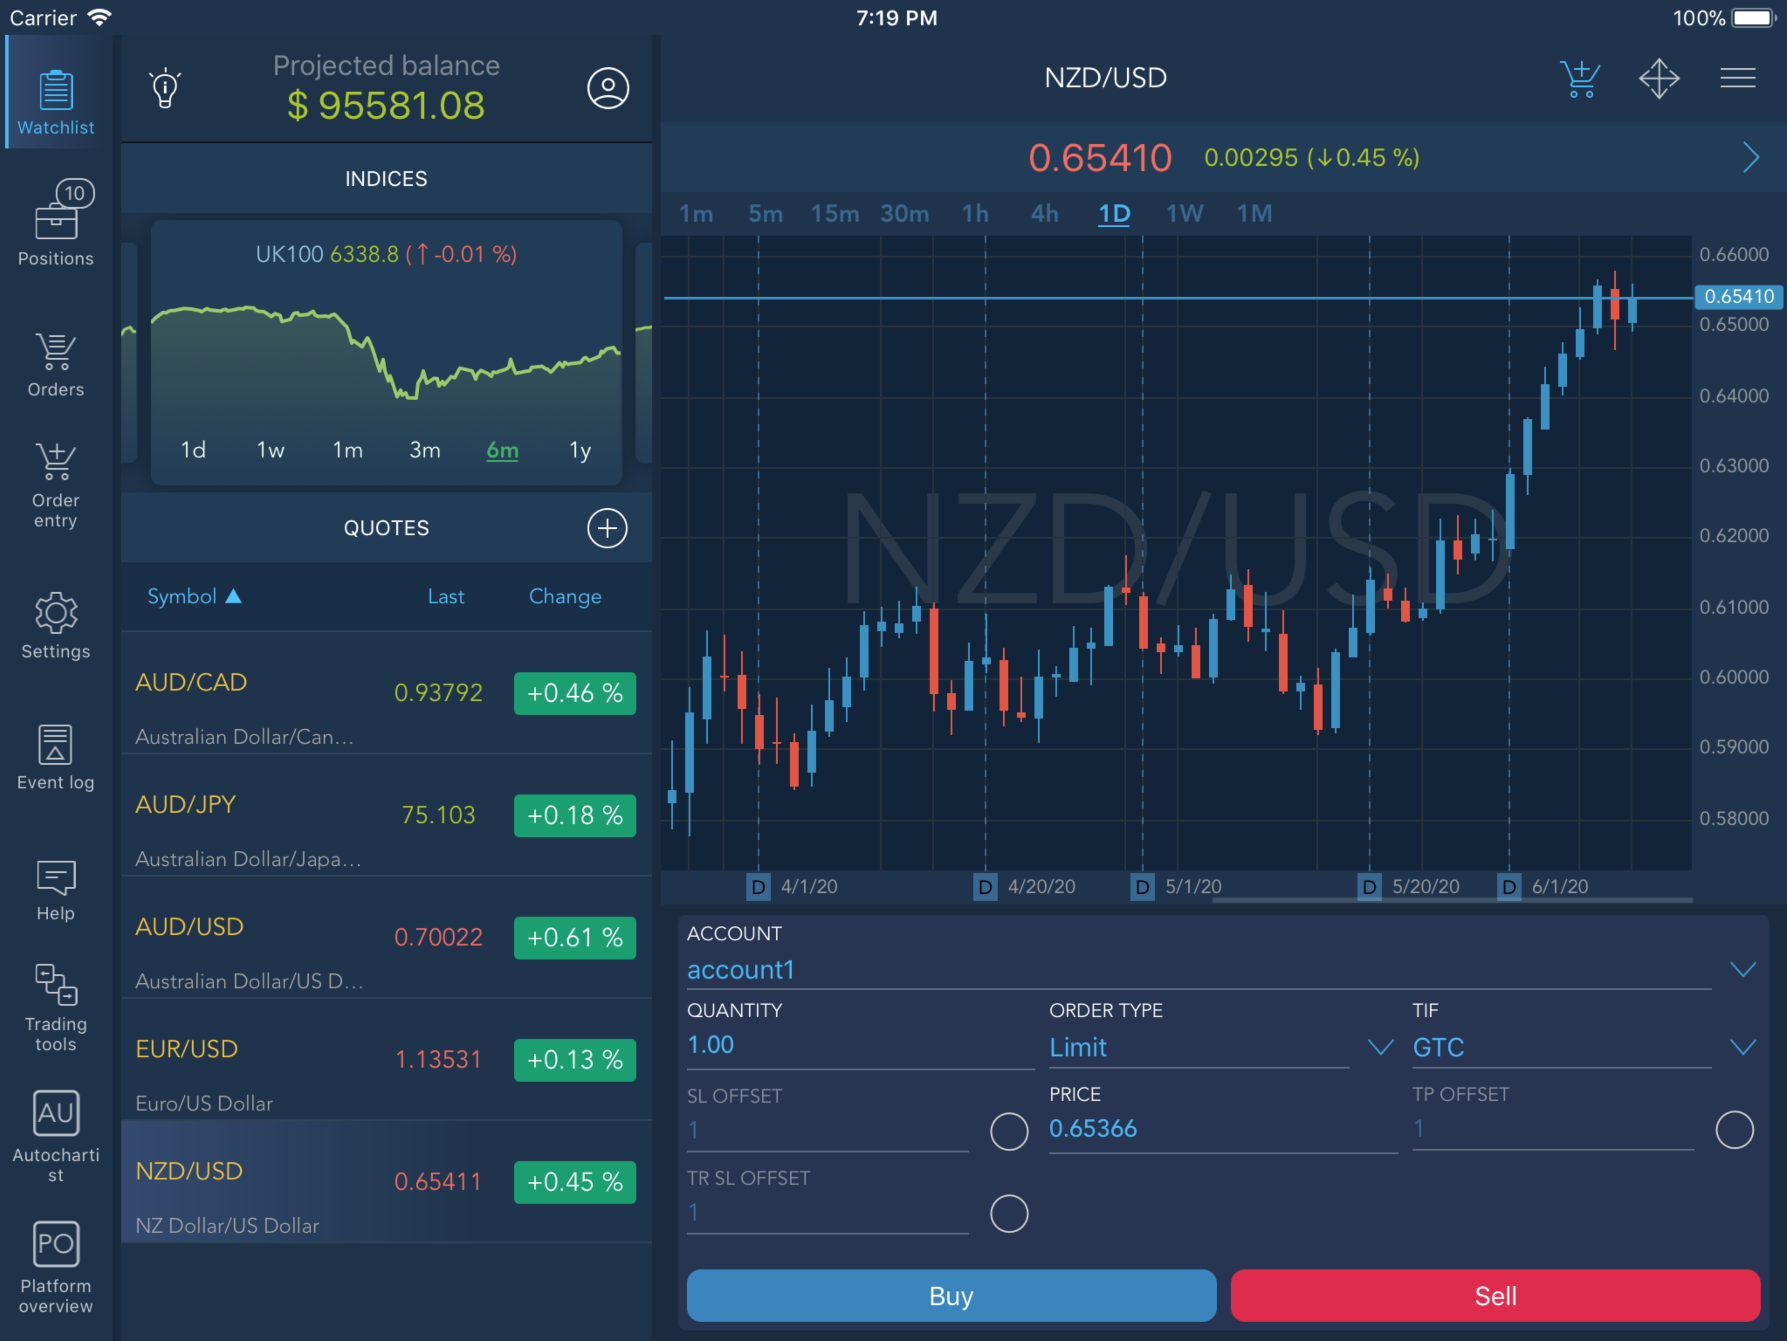 Carrier
7:19 PM
100%
Watchlist
10
Positions
Orders
Order
entry
Settings
Event log
Help
Trading
tools
AU
Autocharti
st
PO
Platform
overview
Projected balance
$ 95581.08
INDICES
UK100 6338.8 (↑ -0.01 %)
1d 1w 1m 3m 6m 1y
QUOTES
Symbol ▲ Last Change
AUD/CAD 0.93792 +0.46 %
Australian Dollar/Can...
AUD/JPY 75.103 +0.18 %
Australian Dollar/Japa...
AUD/USD 0.70022 +0.61 %
Australian Dollar/US D...
EUR/USD 1.13531 +0.13 %
Euro/US Dollar
NZD/USD 0.65411 +0.45 %
NZ Dollar/US Dollar
NZD/USD
0.65410 0.00295 (↓0.45 %)
1m 5m 15m 30m 1h 4h 1D 1W 1M
NZD/USD
0.66000
0.65410
0.65000
0.64000
0.63000
0.62000
0.61000
0.60000
0.59000
0.58000
D 4/1/20 D 4/20/20 D 5/1/20 D 5/20/20 D 6/1/20
ACCOUNT
account1
QUANTITY ORDER TYPE TIF
1.00 Limit GTC
SL OFFSET PRICE TP OFFSET
1 0.65366 1
TR SL OFFSET
1
Buy Sell